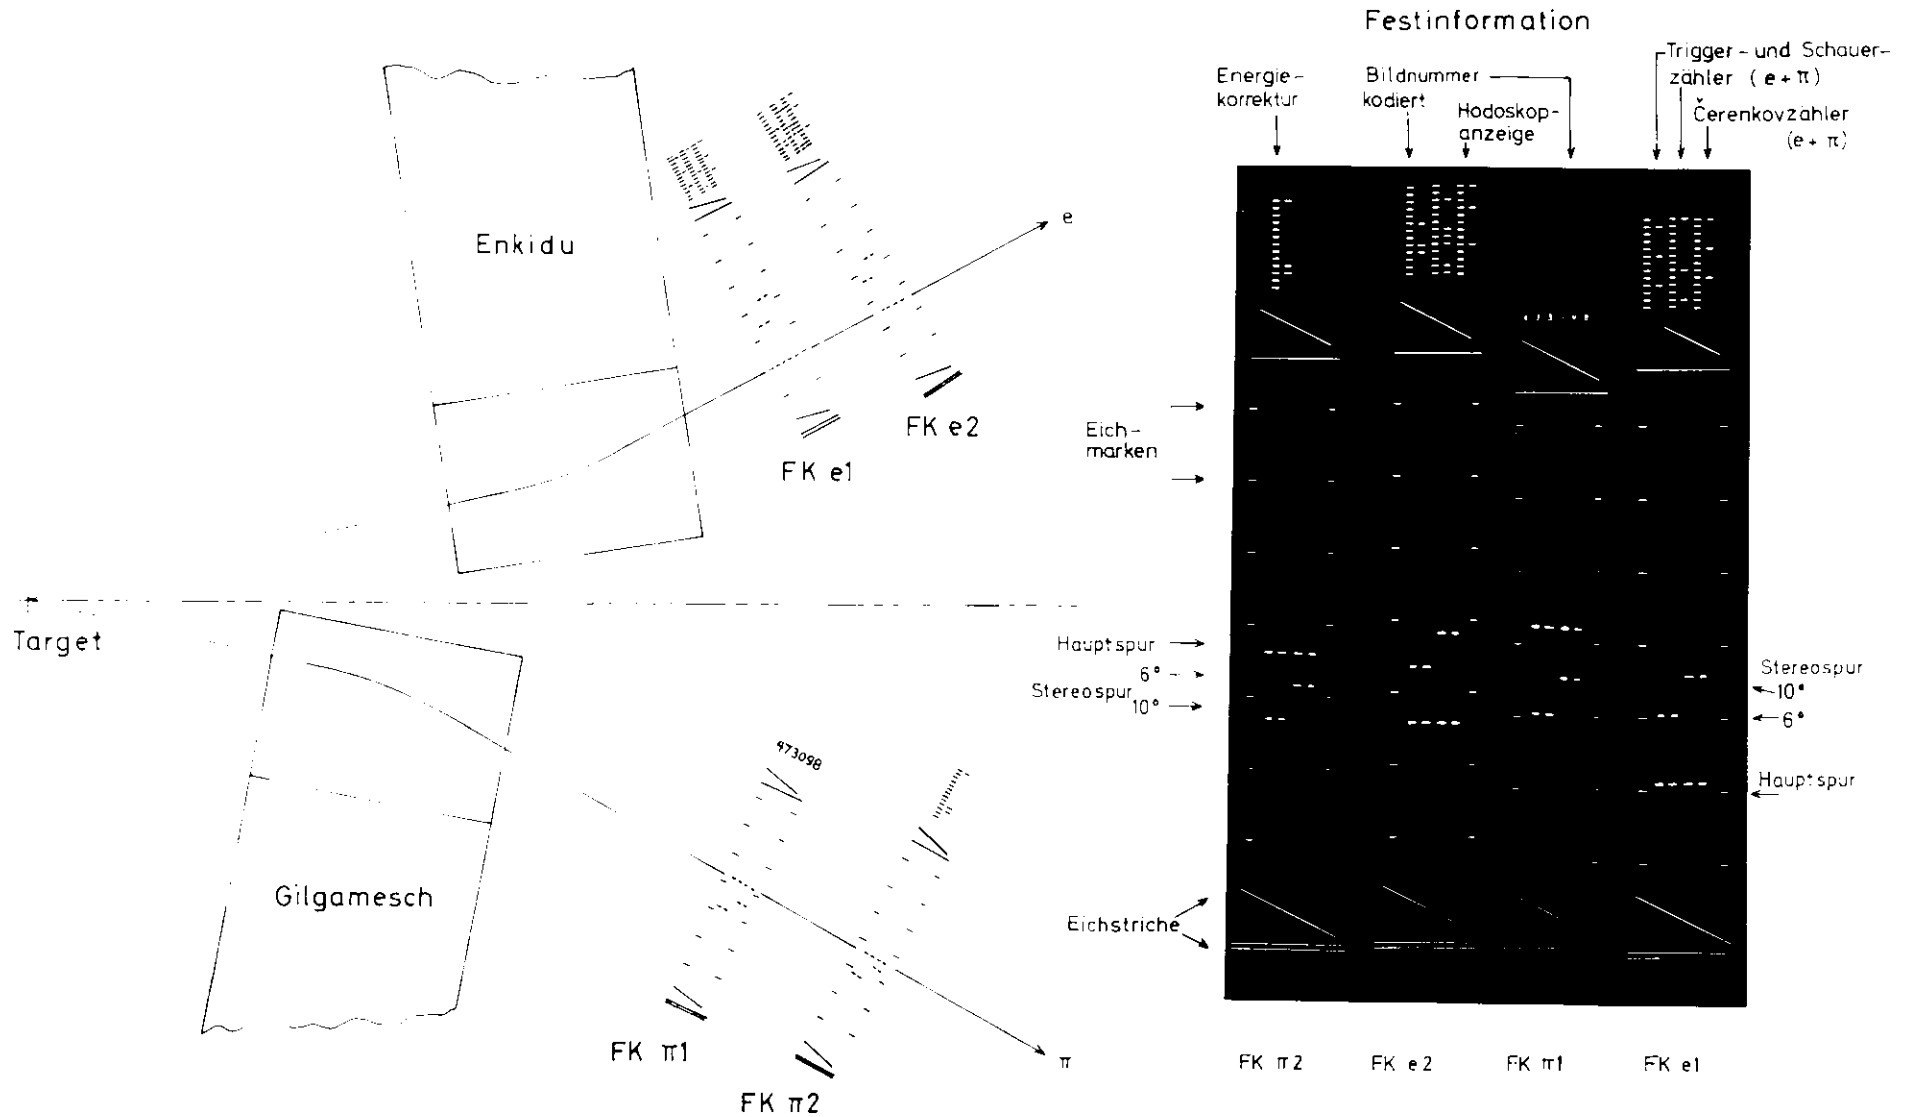 Festinformation
Energie-
korrektur
Bildnummer
kodiert
Hodoskop-
anzeige
Trigger- und Schauer-
zähler (e + π)
Čerenkovzähler
(e + π)
Enkidu
e
FK e2
FK e1
Target
Gilgamesch
473098
FK π1
FK π2
π
Eich-
marken
Hauptspur
6°
Stereospur
10°
Eichstriche
Stereospur
10°
6°
Hauptspur
FK π2
FK e2
FK π1
FK e1